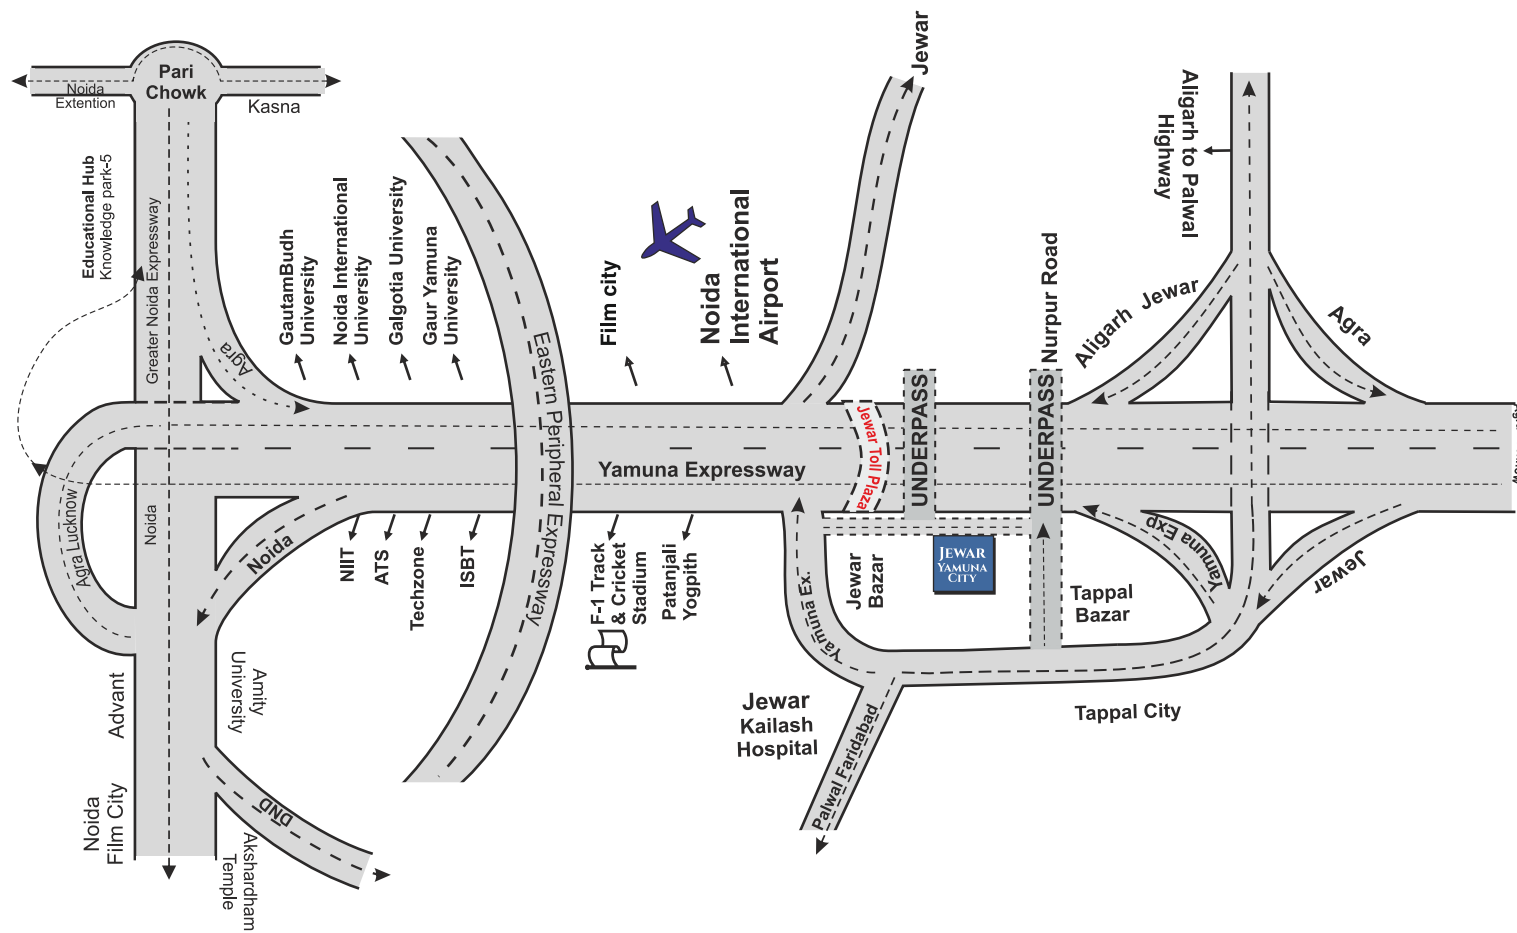 Pari
Chowk
Noida
Extention
Kasna
Educational Hub
Knowledge park-5
Greater Noida Expressway
Agra
GautamBudh
University
Noida International
University
Galgotia University
Gaur Yamuna
University
Eastern Peripheral Expressway
Film city
Noida
International
Airport
Jewar
Nurpur Road
Aligarh to Palwal
Highway
Aligarh Jewar
Agra
Yamuna Expressway
Jewar Toll Plaza
UNDERPASS
UNDERPASS
Agra Lucknow
Noida
Noida
NIIT
ATS
Techzone
ISBT
F-1 Track
& Cricket
Stadium
Patanjali
Yogpith
Yamuna Ex.
Jewar
Bazar
JEWAR
YAMUNA
CITY
Tappal
Bazar
Yamuna Exp
Jewar
Advant
Amity
University
Jewar
Kailash
Hospital
Palwal Faridabad
Tappal City
Noida
Film City
DND
Akshardham
Temple